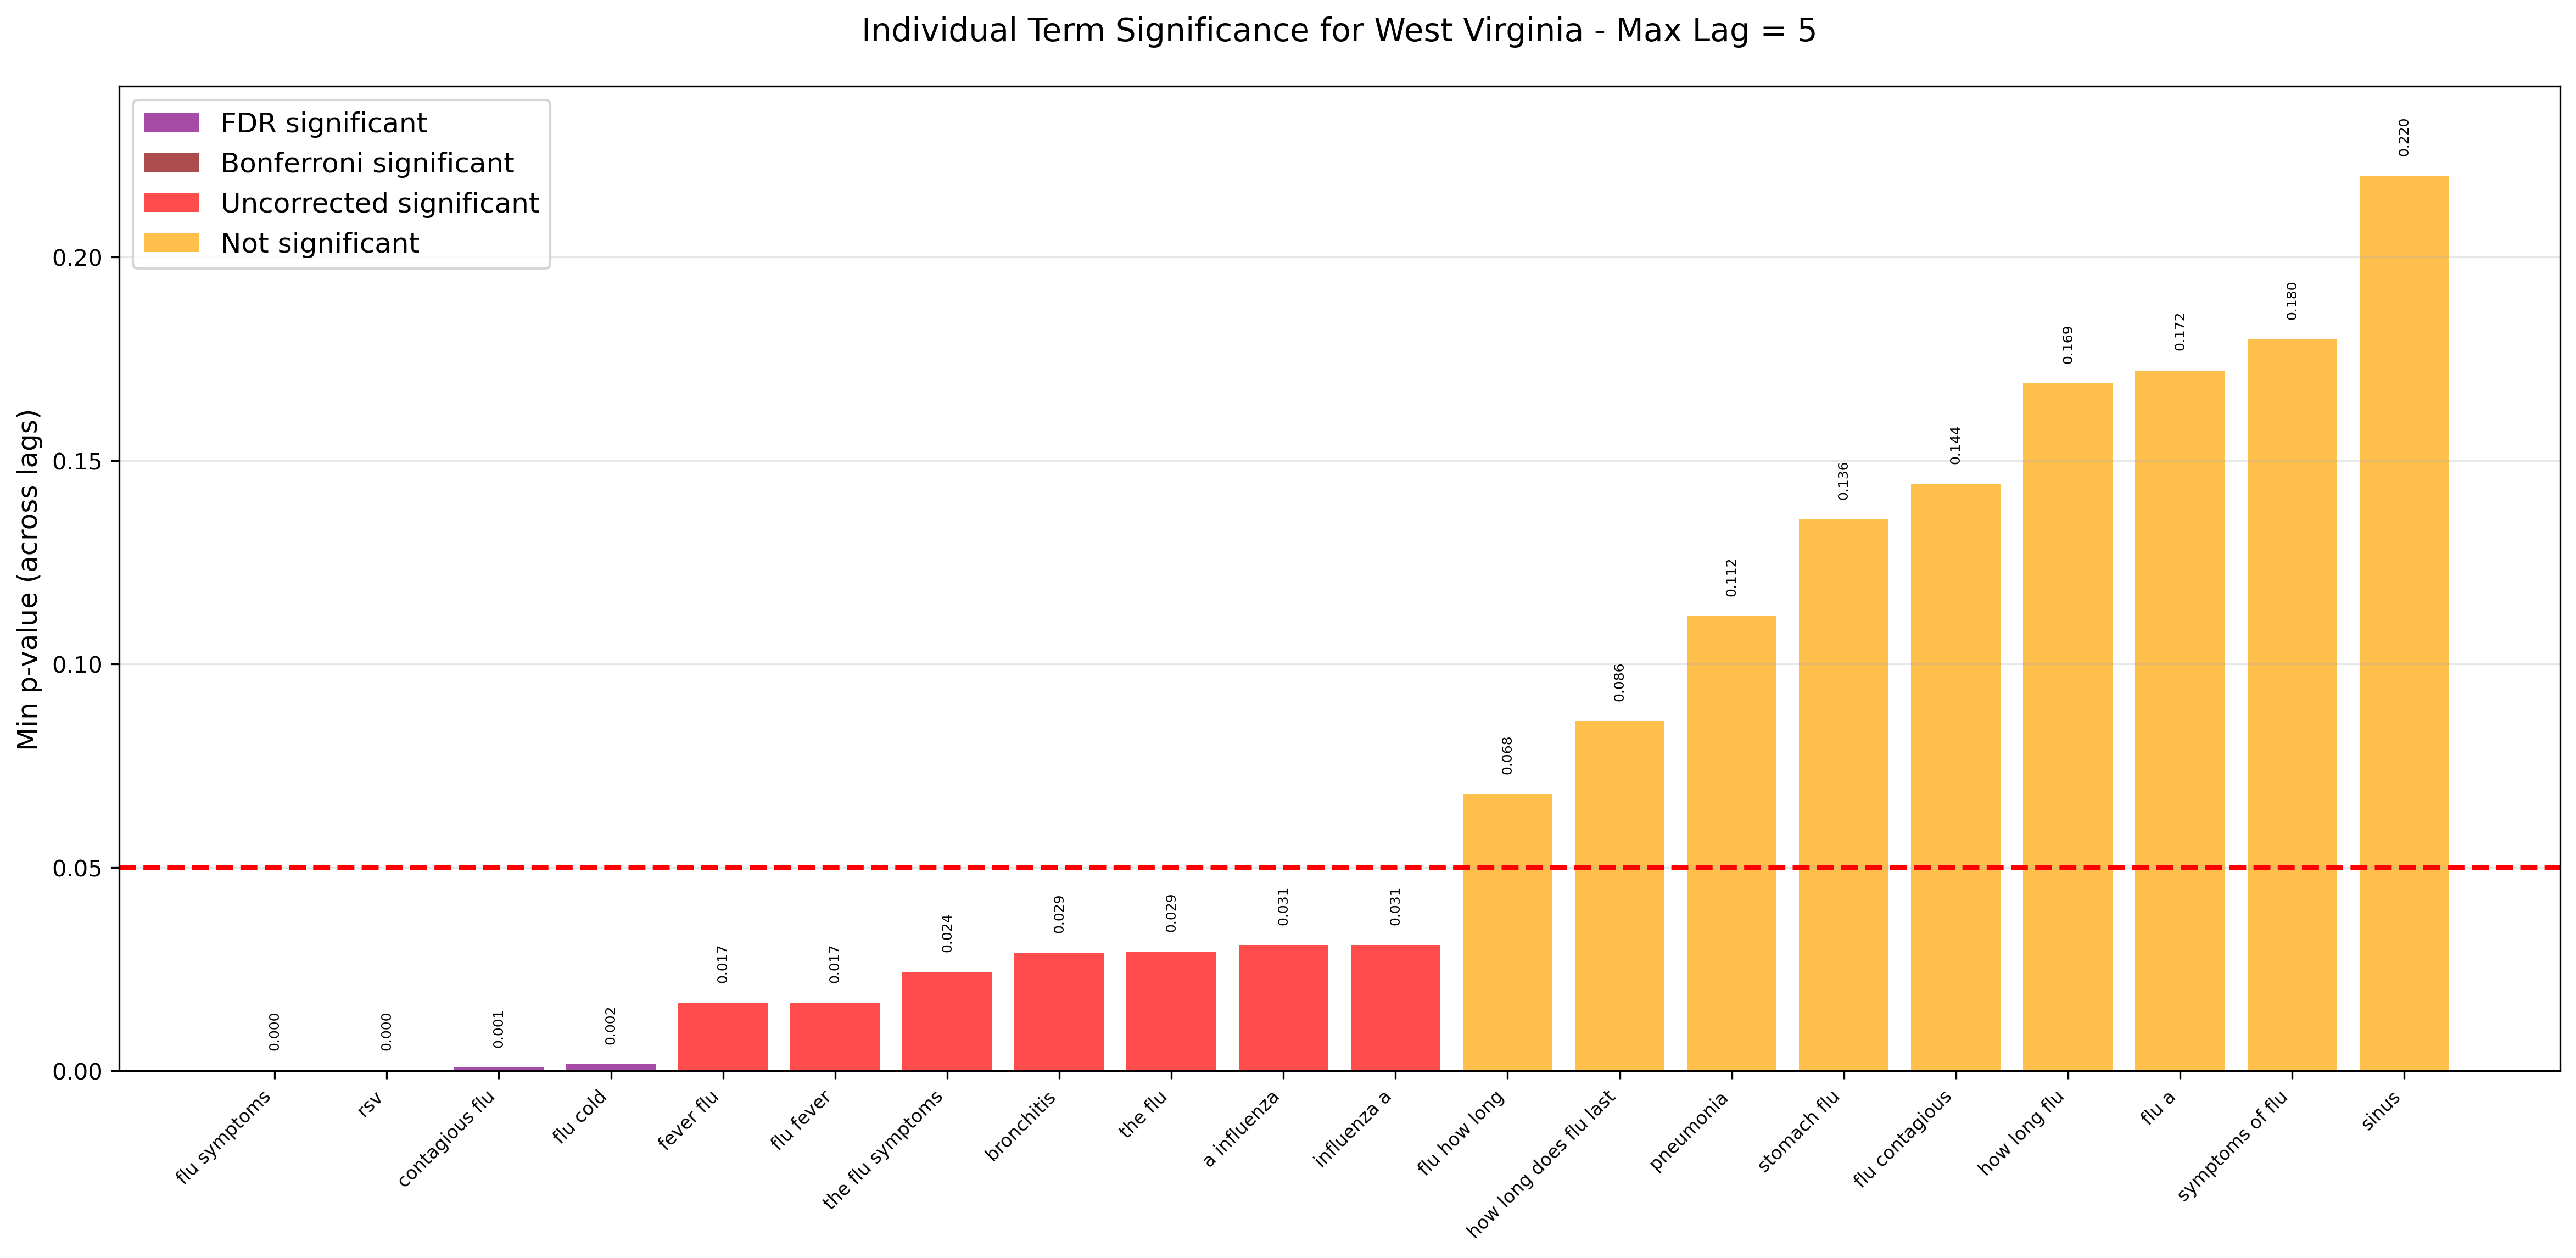 Individual Term Significance for West Virginia - Max Lag = 5
FDR significant
Bonferroni significant
Uncorrected significant
Not significant
Min p-value (across lags)
0.20
0.15
0.10
0.05
0.00
0.000
0.000
0.001
0.002
0.017
0.017
0.024
0.029
0.029
0.031
0.031
0.068
0.086
0.112
0.136
0.144
0.169
0.172
0.180
0.220
flu symptoms
rsv
contagious flu
flu cold
fever flu
flu fever
the flu symptoms
bronchitis
the flu
a influenza
influenza a
flu how long
how long does flu last
pneumonia
stomach flu
flu contagious
how long flu
flu a
symptoms of flu
sinus